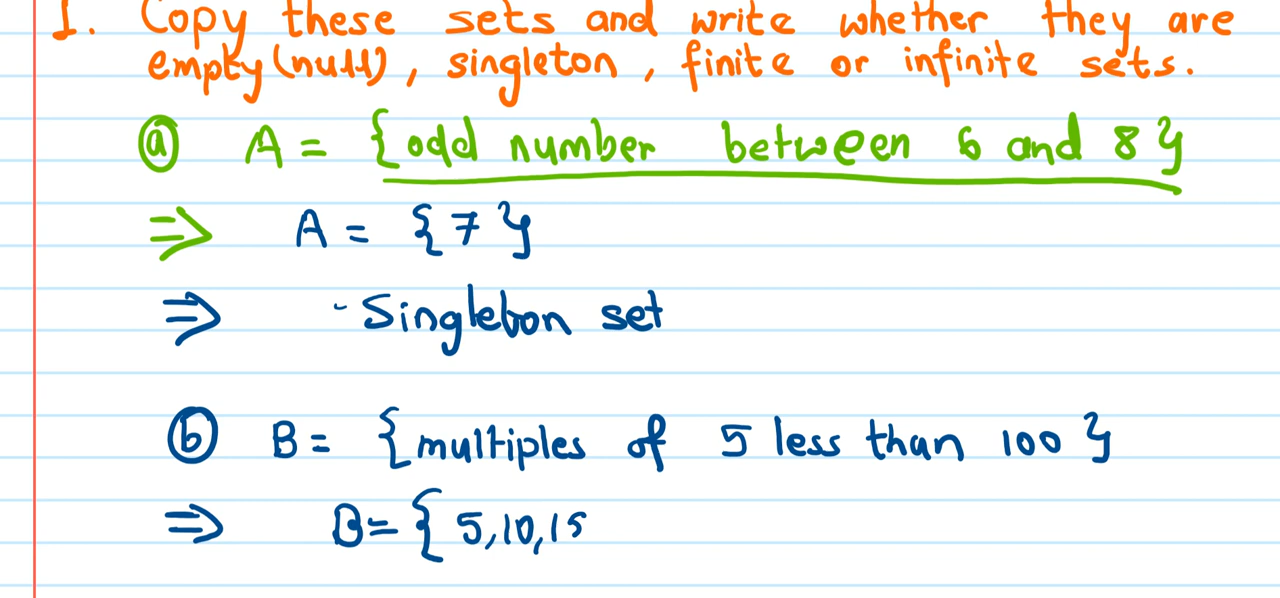 1. Copy these sets and write whether they are
empty(null), singleton, finite or infinite sets.
(a) A = {odd number between 6 and 8}
⇒ A = {7}
⇒ Singleton set
(b) B = {multiples of 5 less than 100}
⇒ B = {5,10,15